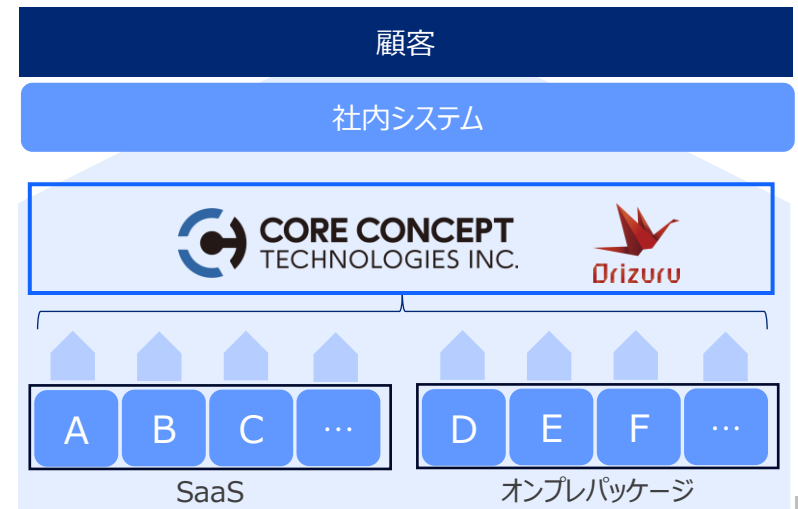 顧客
社内システム
CORE CONCEPT
TECHNOLOGIES INC.
Orizuru
A B C …
D E F …
SaaS
オンプレパッケージ